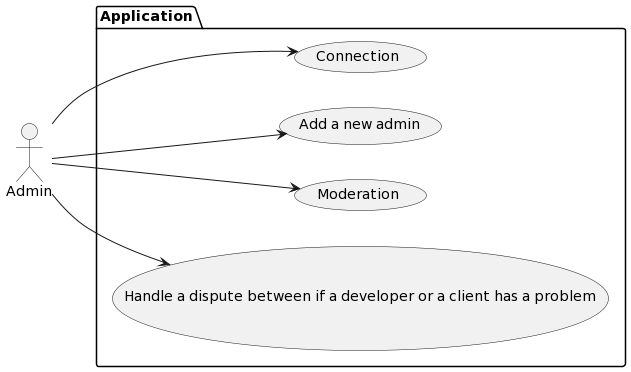 Application
Connection
Add a new admin
Moderation
Admin
Handle a dispute between if a developer or a client has a problem